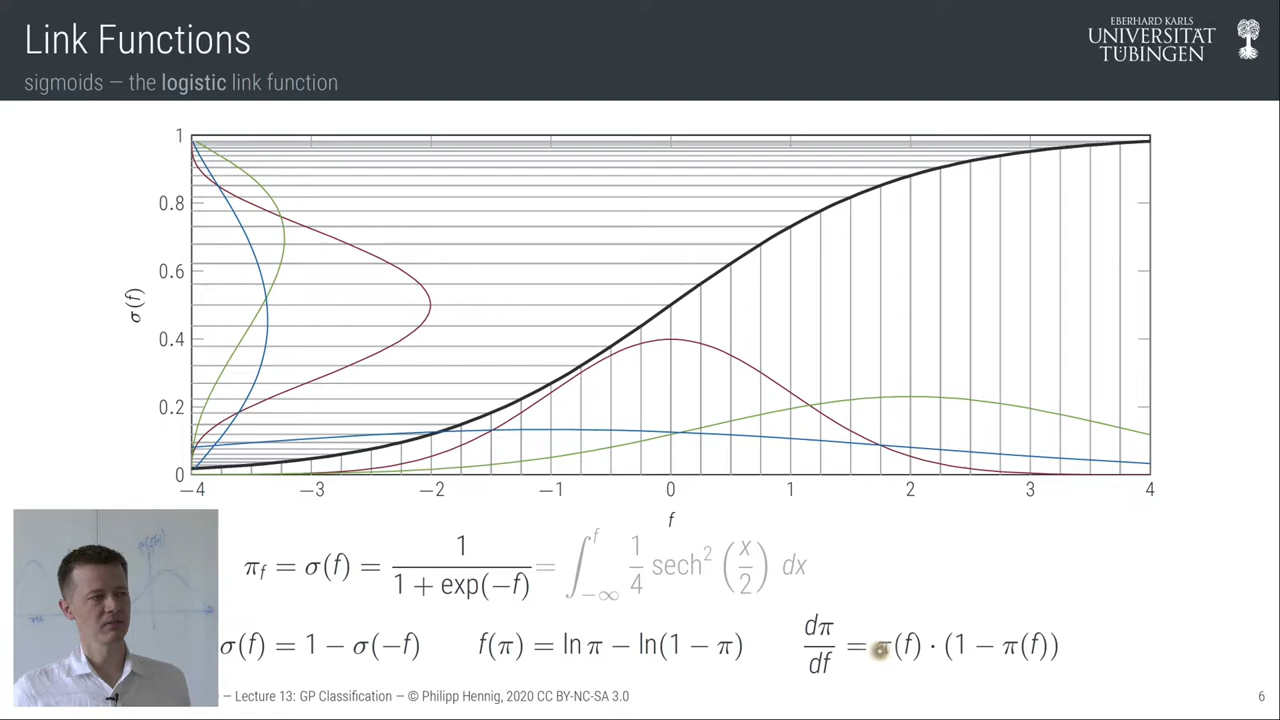 Link Functions
sigmoids — the logistic link function
EBERHARD KARLS
UNIVERSITÄT
TÜBINGEN
1
0.8
0.6
0.4
0.2
0
σ(f)
−4 −3 −2 −1 0 1 2 3 4
f
π_f = σ(f) = 1 / (1 + exp(−f)) = ∫_{−∞}^{f} 1/4 sech² (x/2) dx
σ(f) = 1 − σ(−f) f(π) = ln π − ln(1 − π) dπ/df = π(f) · (1 − π(f))
— Lecture 13: GP Classification — © Philipp Hennig, 2020 CC BY-NC-SA 3.0 6